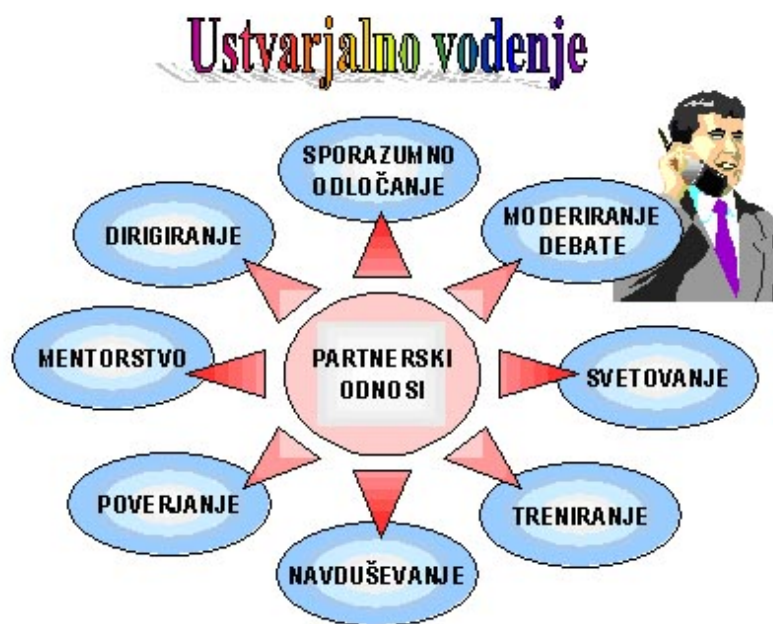 Ustvarjalno vodenje
SPORAZUMNO
ODLOČANJE
MODERIRANJE
DEBATE
DIRIGIRANJE
MENTORSTVO
PARTNERSKI
ODNOSI
SVETOVANJE
POVERJANJE
TRENIRANJE
NAVDUŠEVANJE